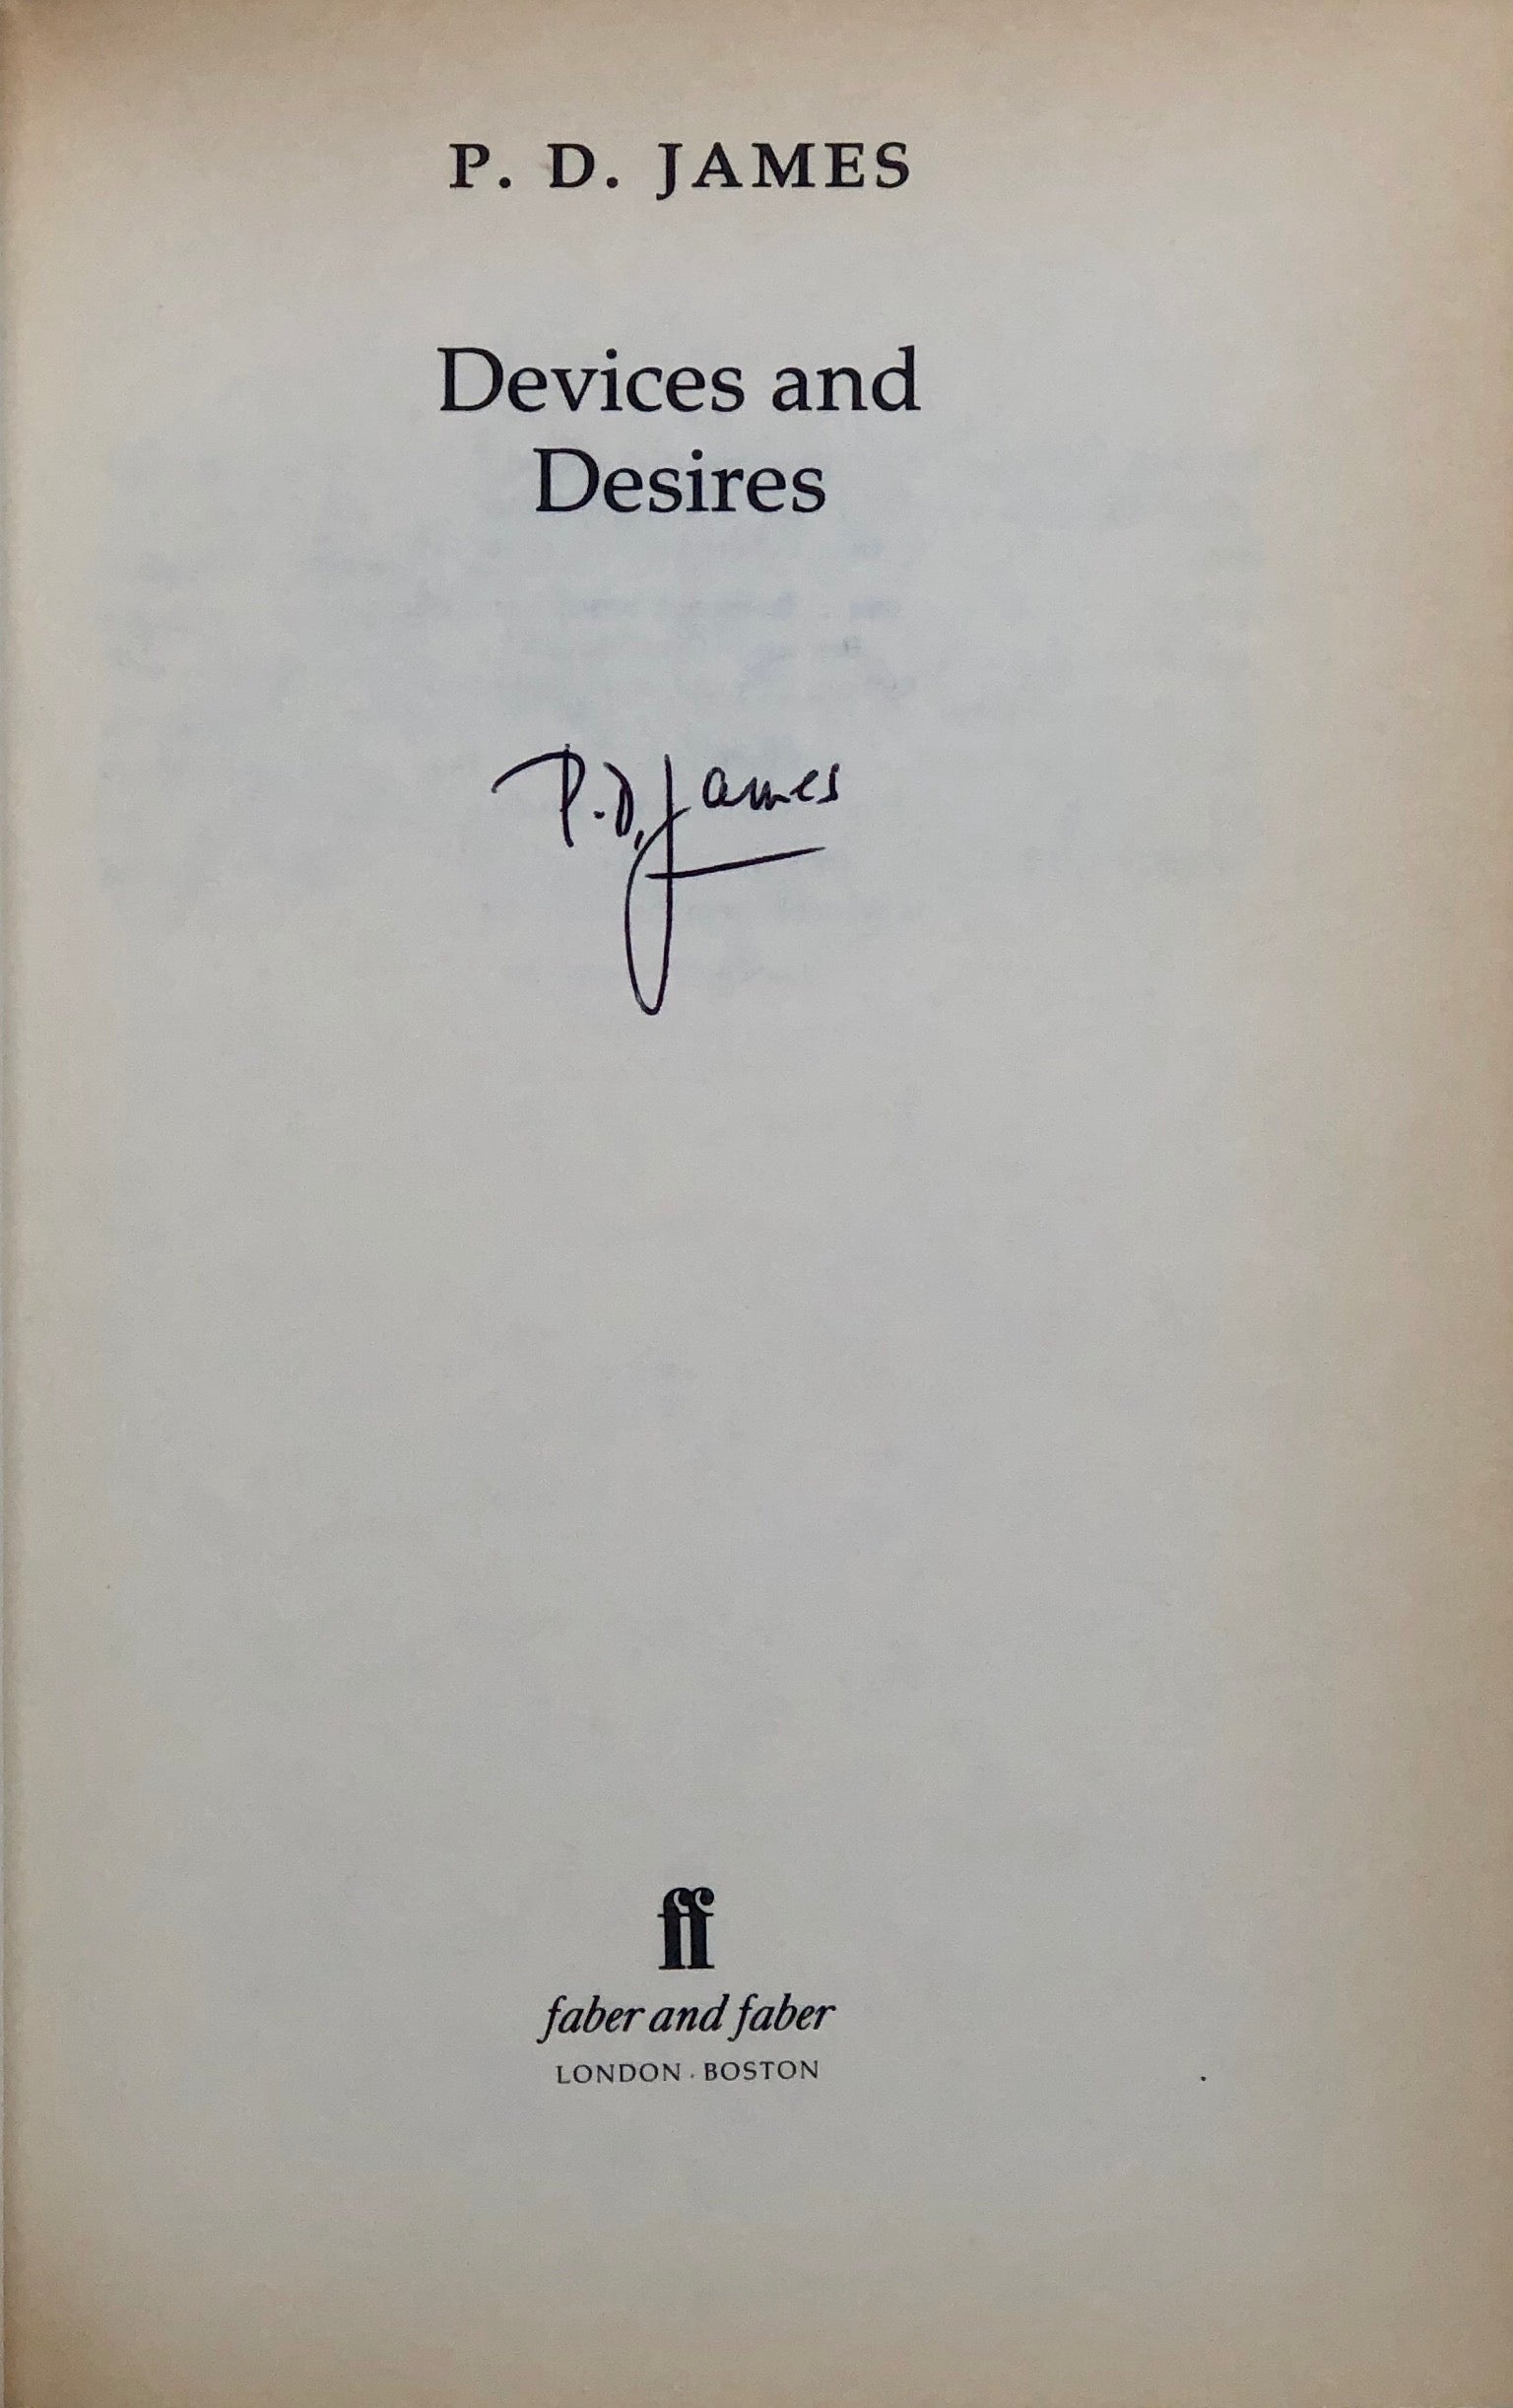 P. D. JAMES
Devices and
Desires
P.D. James
ff
faber and faber
LONDON · BOSTON